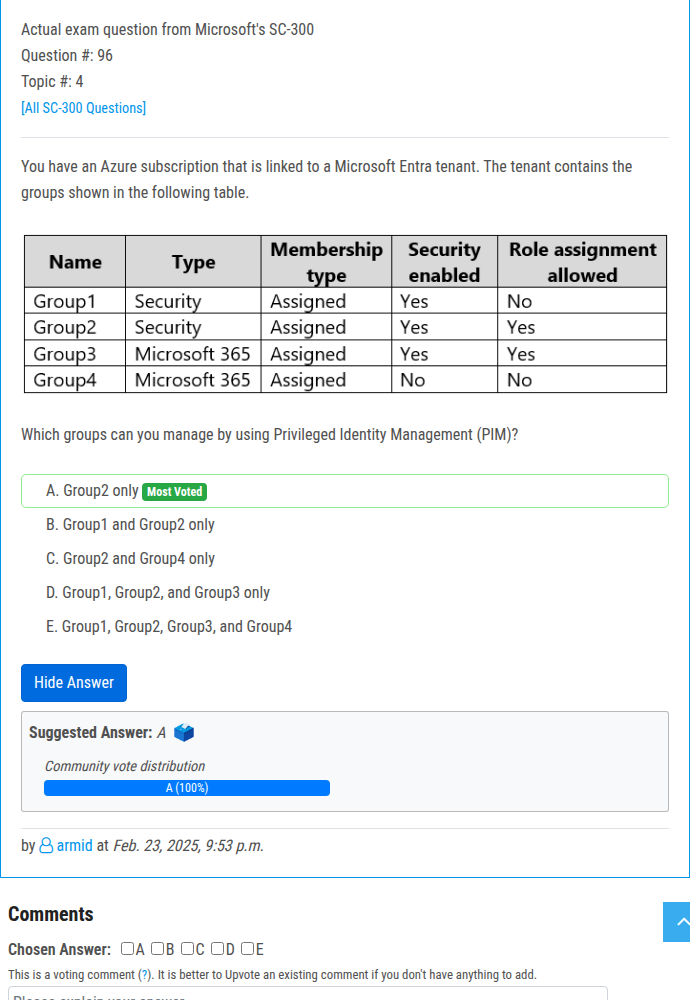 Actual exam question from Microsoft's SC-300
Question #: 96
Topic #: 4
[All SC-300 Questions]
You have an Azure subscription that is linked to a Microsoft Entra tenant. The tenant contains the
groups shown in the following table.
Name Type Membership type Security enabled Role assignment allowed
Group1 Security Assigned Yes No
Group2 Security Assigned Yes Yes
Group3 Microsoft 365 Assigned Yes Yes
Group4 Microsoft 365 Assigned No No
Which groups can you manage by using Privileged Identity Management (PIM)?
A. Group2 only Most Voted
B. Group1 and Group2 only
C. Group2 and Group4 only
D. Group1, Group2, and Group3 only
E. Group1, Group2, Group3, and Group4
Hide Answer
Suggested Answer: A
Community vote distribution
A (100%)
by armid at Feb. 23, 2025, 9:53 p.m.
Comments
Chosen Answer: A B C D E
This is a voting comment (?). It is better to Upvote an existing comment if you don't have anything to add.
Please explain your answer